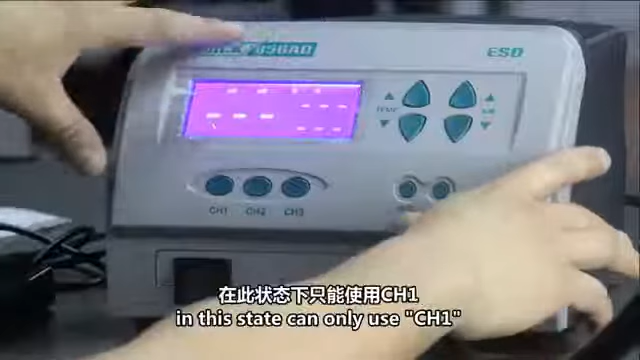 ESD
TEMP
CH1 CH2 CH3
在此状态下只能使用CH1
in this state can only use "CH1"